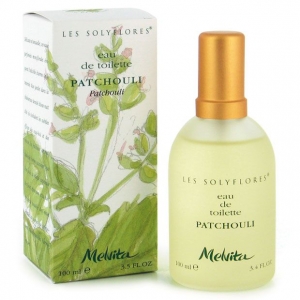 LES SOLYFLORES®
eau
de toilette
PATCHOULI
Patchouli
Melvita
100 ml e 3.3 FL.OZ
LES SOLYFLORES®
eau
de
toilette
PATCHOULI
Melvita
100 ml e 3.4 FL.OZ